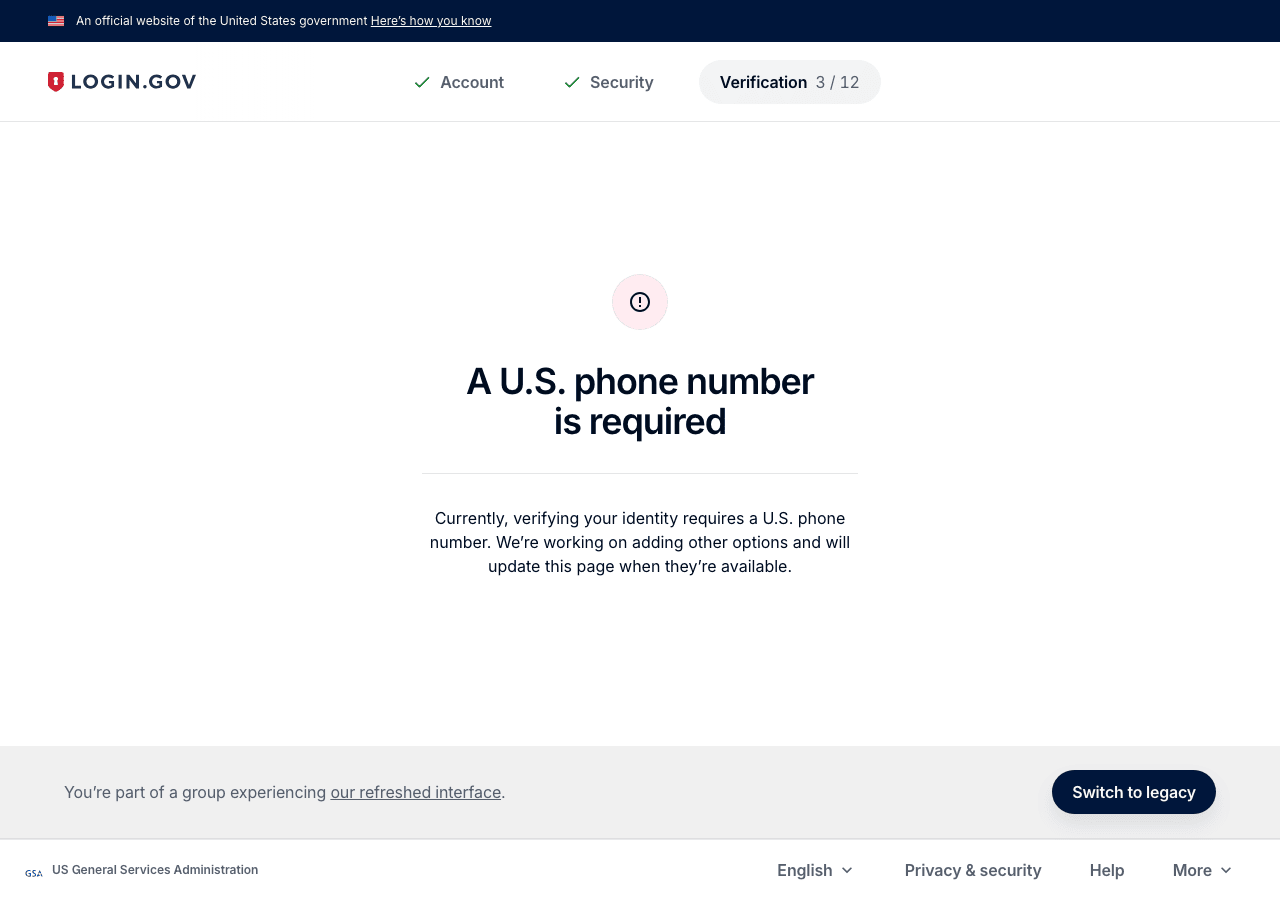 An official website of the United States government Here’s how you know
LOGIN.GOV
Account
Security
Verification 3 / 12
A U.S. phone number
is required
Currently, verifying your identity requires a U.S. phone
number. We’re working on adding other options and will
update this page when they’re available.
You’re part of a group experiencing our refreshed interface.
Switch to legacy
GSA US General Services Administration
English
Privacy & security
Help
More